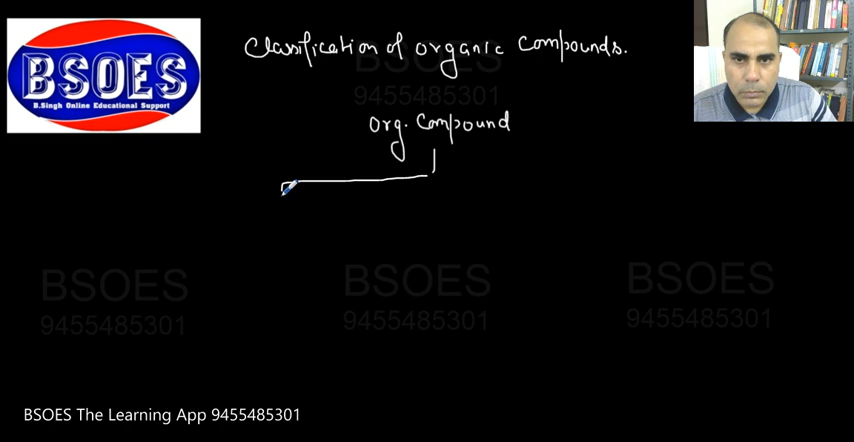 Classification of organic compounds.
BSOES
B.Singh Online Educational Support
BSOES
9455485301
Org. Compound
BSOES
9455485301
BSOES
9455485301
BSOES
9455485301
BSOES The Learning App 9455485301